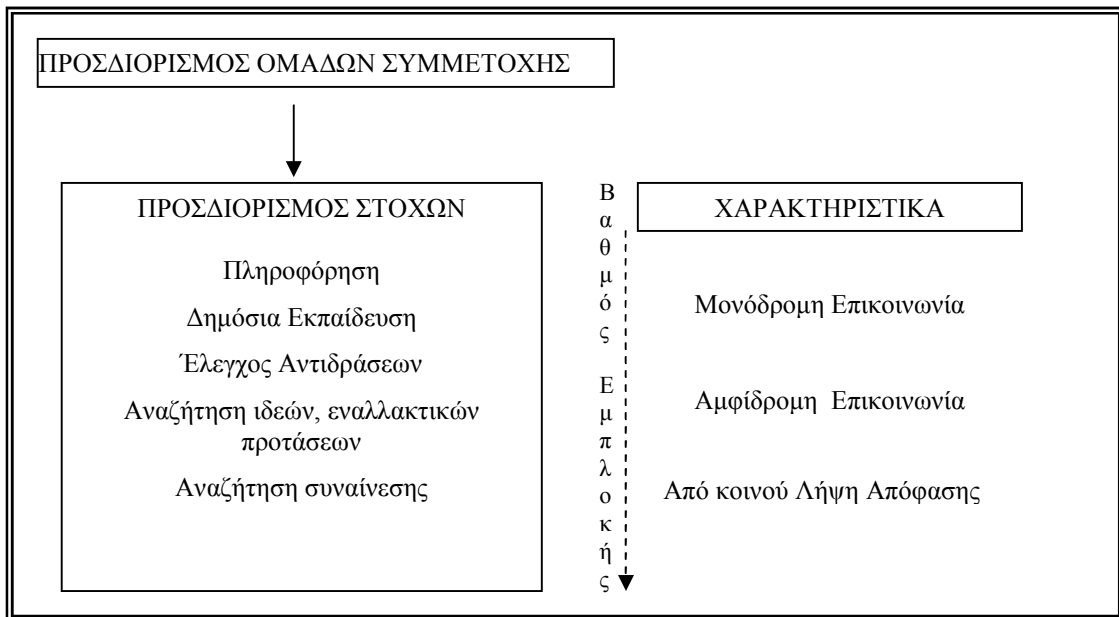 ΠΡΟΣΔΙΟΡΙΣΜΟΣ ΟΜΑΔΩΝ ΣΥΜΜΕΤΟΧΗΣ
ΠΡΟΣΔΙΟΡΙΣΜΟΣ ΣΤΟΧΩΝ
Πληροφόρηση
Δημόσια Εκπαίδευση
Έλεγχος Αντιδράσεων
Αναζήτηση ιδεών, εναλλακτικών
προτάσεων
Αναζήτηση συναίνεσης
Βαθμός Εμπλοκής
ΧΑΡΑΚΤΗΡΙΣΤΙΚΑ
Μονόδρομη Επικοινωνία
Αμφίδρομη Επικοινωνία
Από κοινού Λήψη Απόφασης